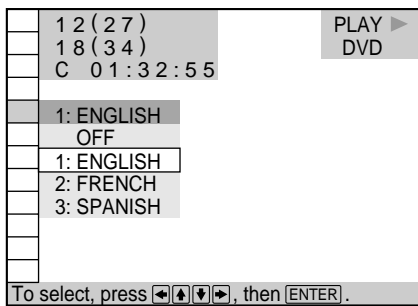 12(27)
18(34)
C 01:32:55
PLAY ►
DVD
1: ENGLISH
OFF
1: ENGLISH
2: FRENCH
3: SPANISH
To select, press ←↑↓→, then ENTER.